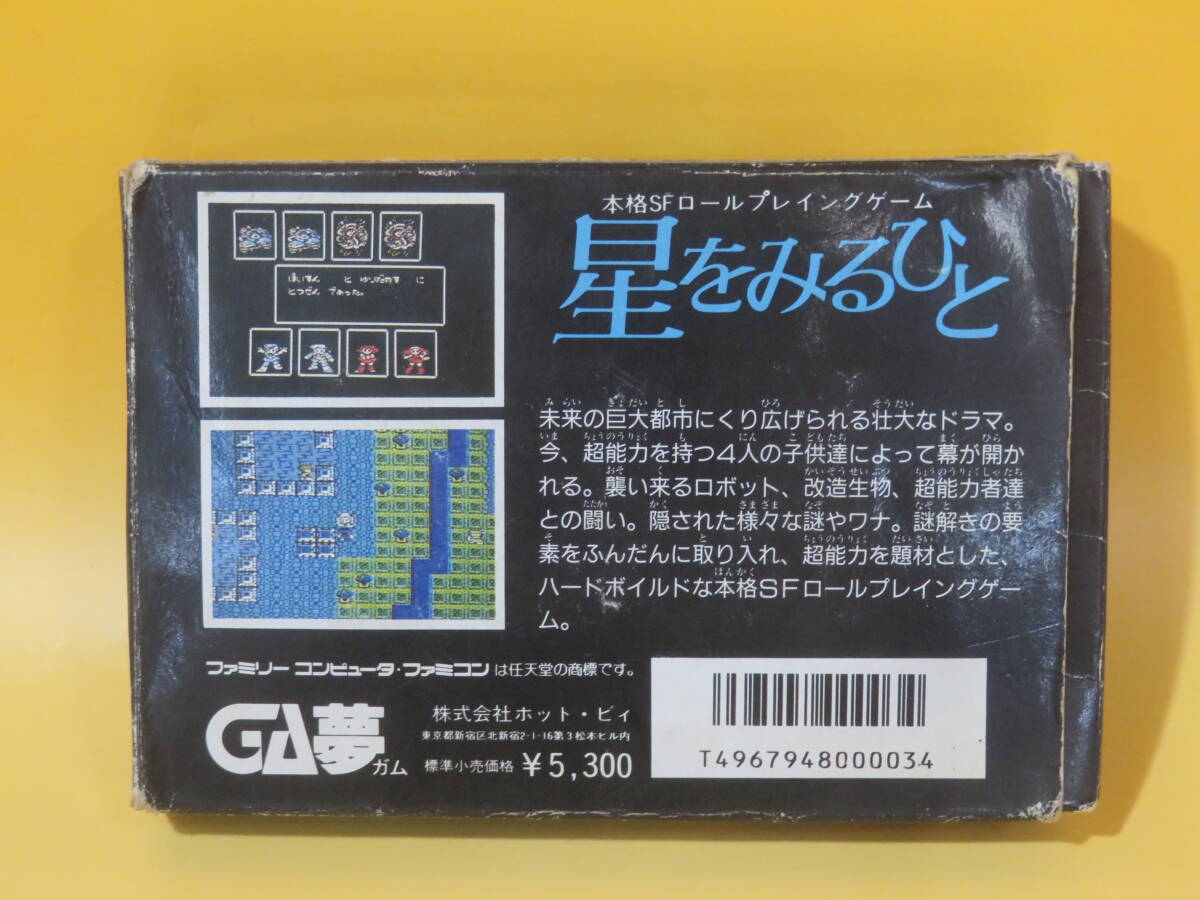 本格SFロールプレイングゲーム
星をみるひと
とつぜん であった。
未来の巨大都市にくり広げられる壮大なドラマ。
今、超能力を持つ4人の子供達によって幕が開か
れる。襲い来るロボット、改造生物、超能力者達
との闘い。隠された様々な謎やワナ。謎解きの要
素をふんだんに取り入れ、超能力を題材とした、
ハードボイルドな本格SFロールプレイングゲー
ム。
ファミリー コンピュータ・ファミコン は任天堂の商標です。
GA夢
ガム
株式会社ホット・ビィ
東京都新宿区北新宿2-1-16第3松本ビル内
標準小売価格 ¥5,300
T4967948000034